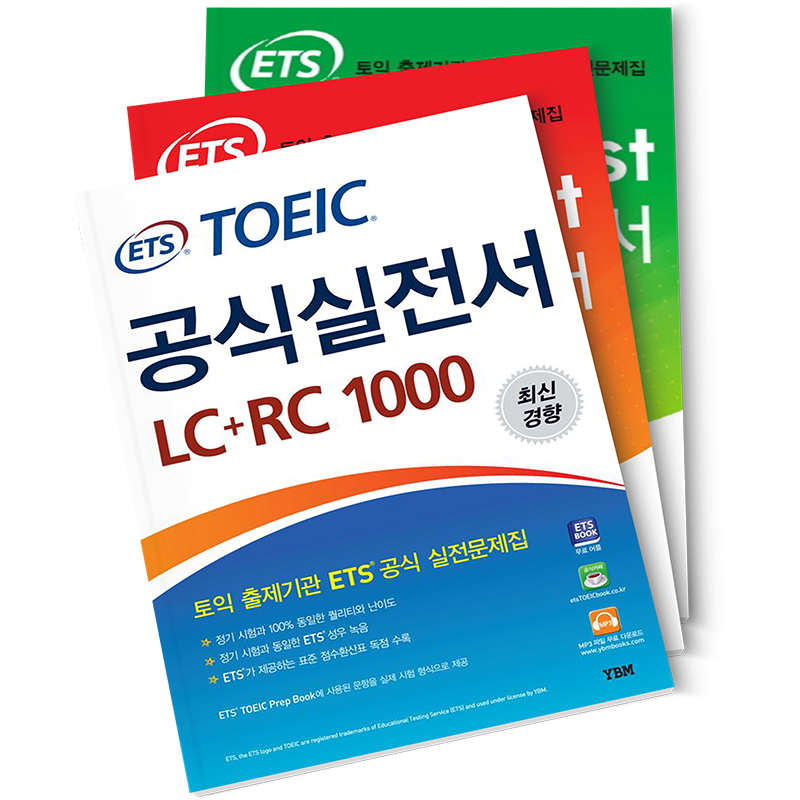 ETS®
토익 출제기관
전문제집
st
서
ETS
제집
t
ETS® TOEIC®
공식실전서
LC+RC 1000
최신
경향
토익 출제기관 ETS® 공식 실전문제집
정기 시험과 100% 동일한 퀄리티와 난이도
정기 시험과 동일한 ETS® 성우 녹음
ETS®가 제공하는 표준 점수환산표 독점 수록
ETS® TOEIC Prep Book에 사용된 문항을 실제 시험 형식으로 제공
ETS
BOOK
무료 어플
공식카페
etsTOEICbook.co.kr
MP3
MP3 파일 무료 다운로드
www.ybmbooks.com
YBM
ETS, the ETS logo and TOEIC are registered trademarks of Educational Testing Service (ETS) and used under license by YBM.